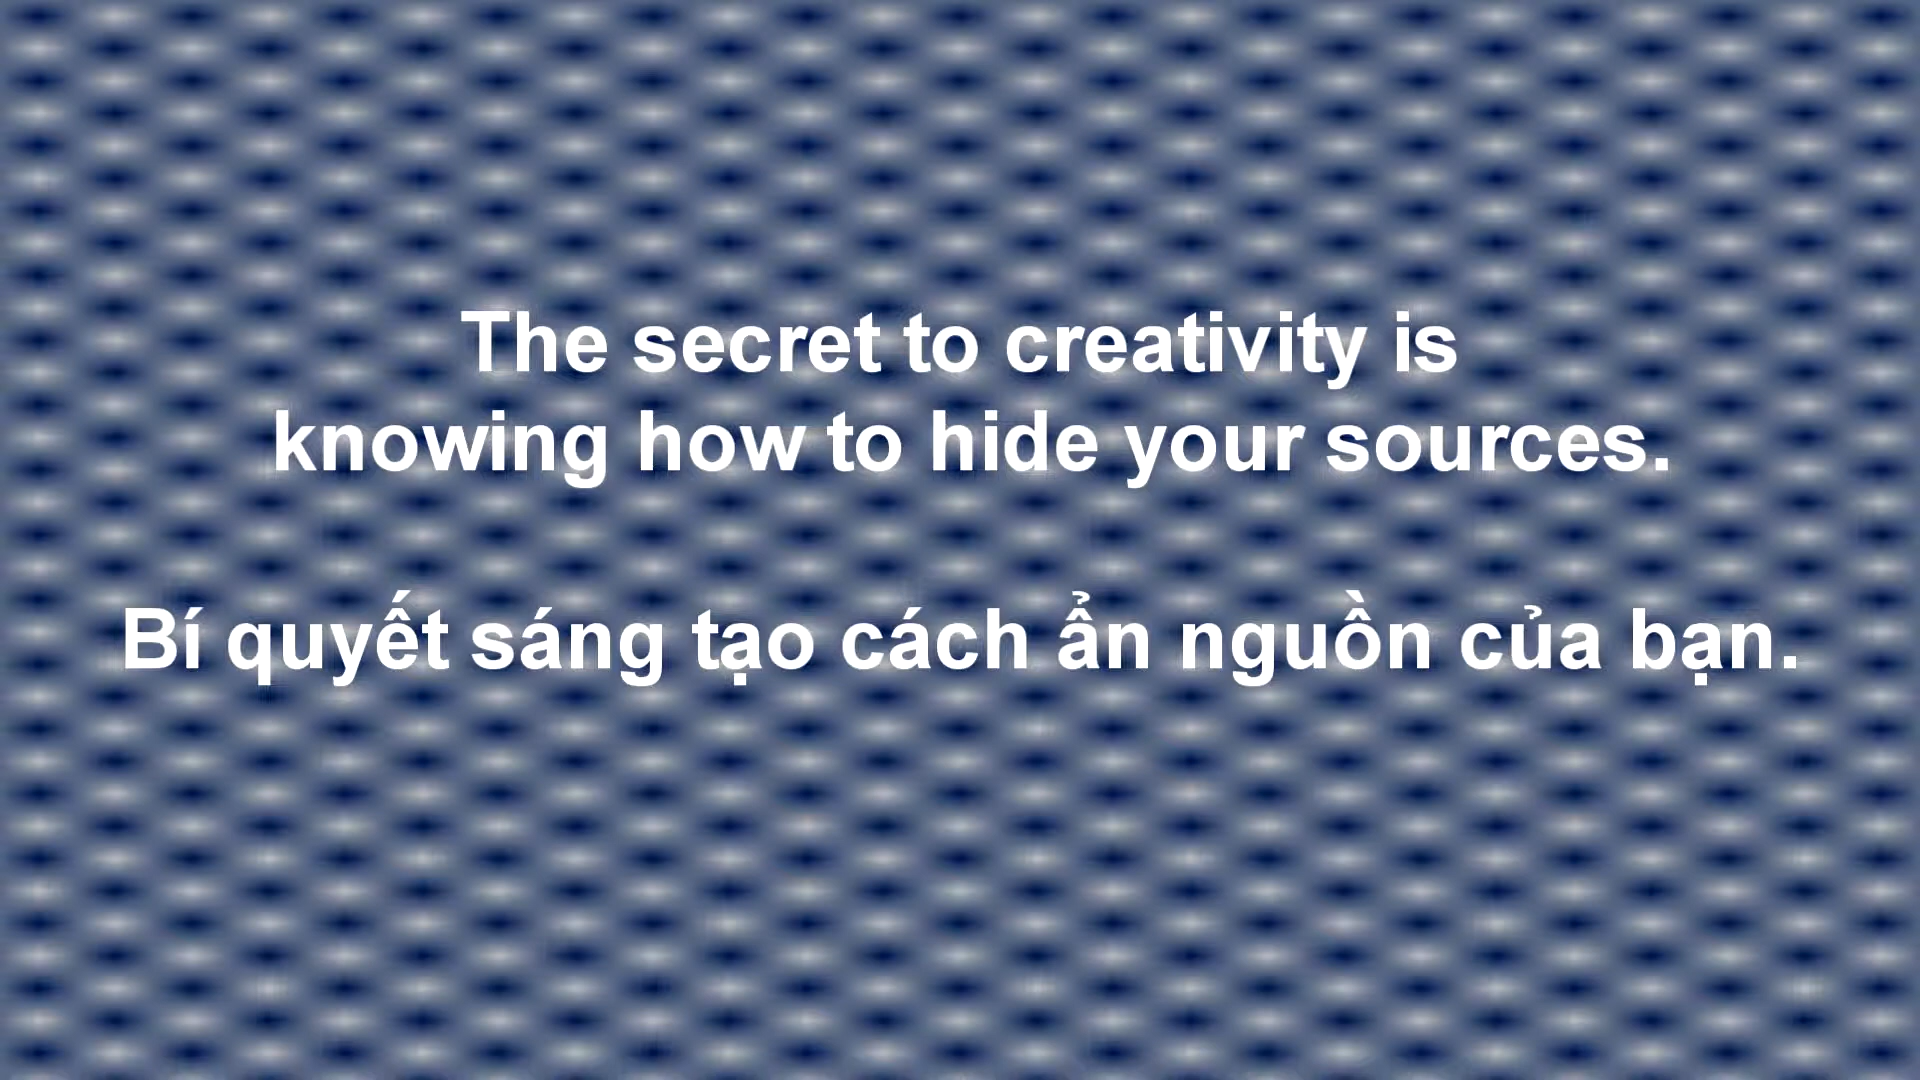 The secret to creativity is
knowing how to hide your sources.
Bí quyết sáng tạo cách ẩn nguồn của bạn.